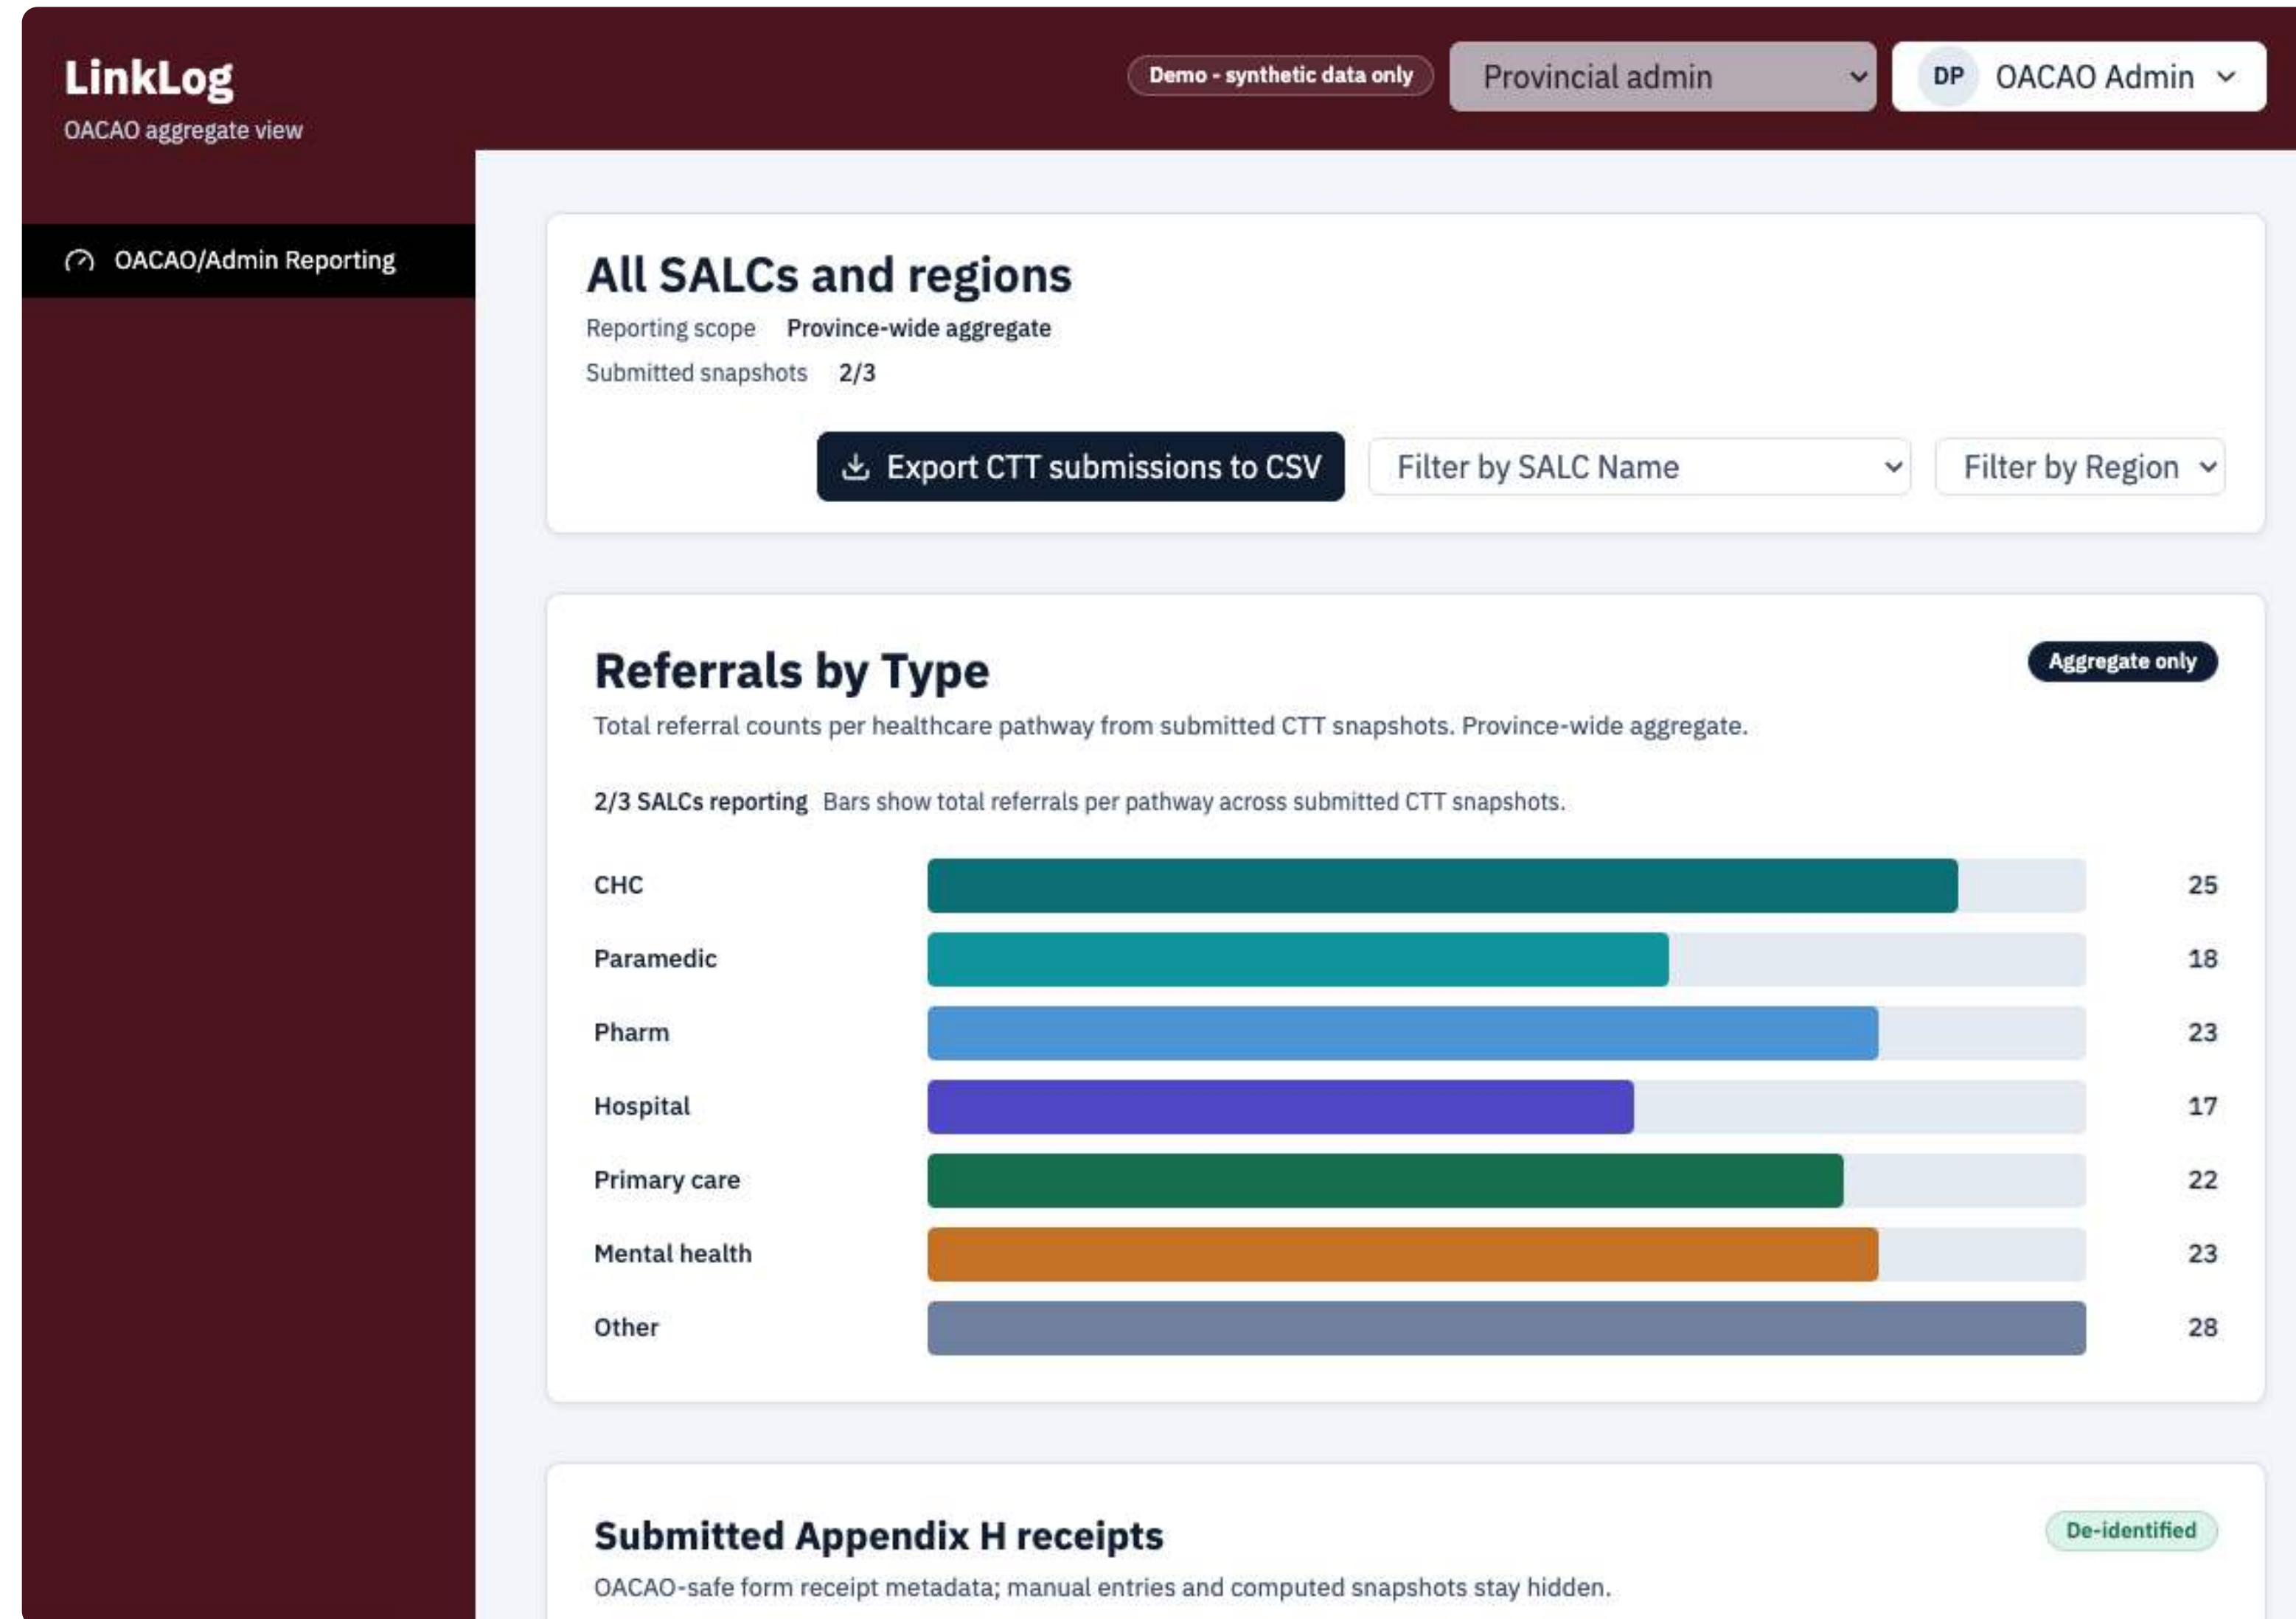 LinkLog
OACAO aggregate view
Demo - synthetic data only
Provincial admin
DP OACAO Admin
OACAO/Admin Reporting
All SALCs and regions
Reporting scope Province-wide aggregate
Submitted snapshots 2/3
Export CTT submissions to CSV
Filter by SALC Name
Filter by Region
Referrals by Type
Aggregate only
Total referral counts per healthcare pathway from submitted CTT snapshots. Province-wide aggregate.
2/3 SALCs reporting Bars show total referrals per pathway across submitted CTT snapshots.
CHC 25
Paramedic 18
Pharm 23
Hospital 17
Primary care 22
Mental health 23
Other 28
Submitted Appendix H receipts
De-identified
OACAO-safe form receipt metadata; manual entries and computed snapshots stay hidden.